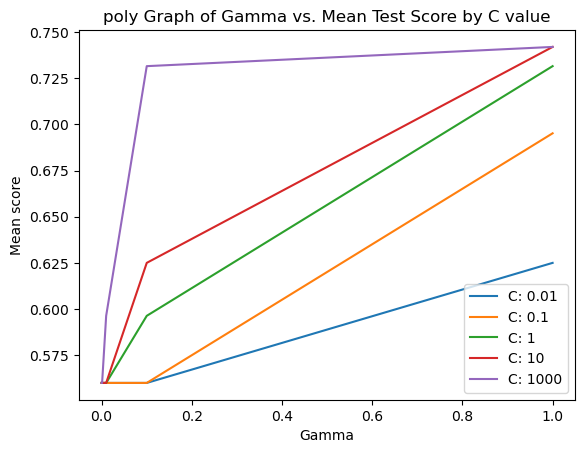 poly Graph of Gamma vs. Mean Test Score by C value
0.750
0.725
0.700
0.675
0.650
0.625
0.600
0.575
Mean score
0.0 0.2 0.4 0.6 0.8 1.0
Gamma
C: 0.01
C: 0.1
C: 1
C: 10
C: 1000